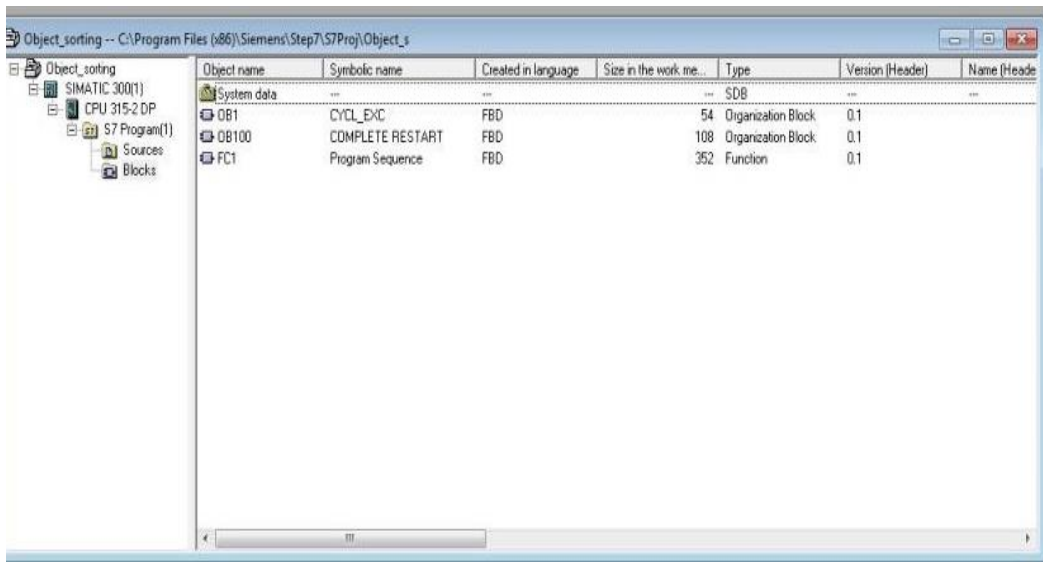 Object_sorting -- C:\Program Files (x86)\Siemens\Step7\S7Proj\Object_s
Object_sorting
SIMATIC 300(1)
CPU 315-2 DP
S7 Program(1)
Sources
Blocks
Object name Symbolic name Created in language Size in the work me... Type Version (Header) Name (Heade
System data --- --- --- SDB --- ---
OB1 CYCL_EXC FBD 54 Organization Block 0.1
OB100 COMPLETE RESTART FBD 108 Organization Block 0.1
FC1 Program Sequence FBD 352 Function 0.1